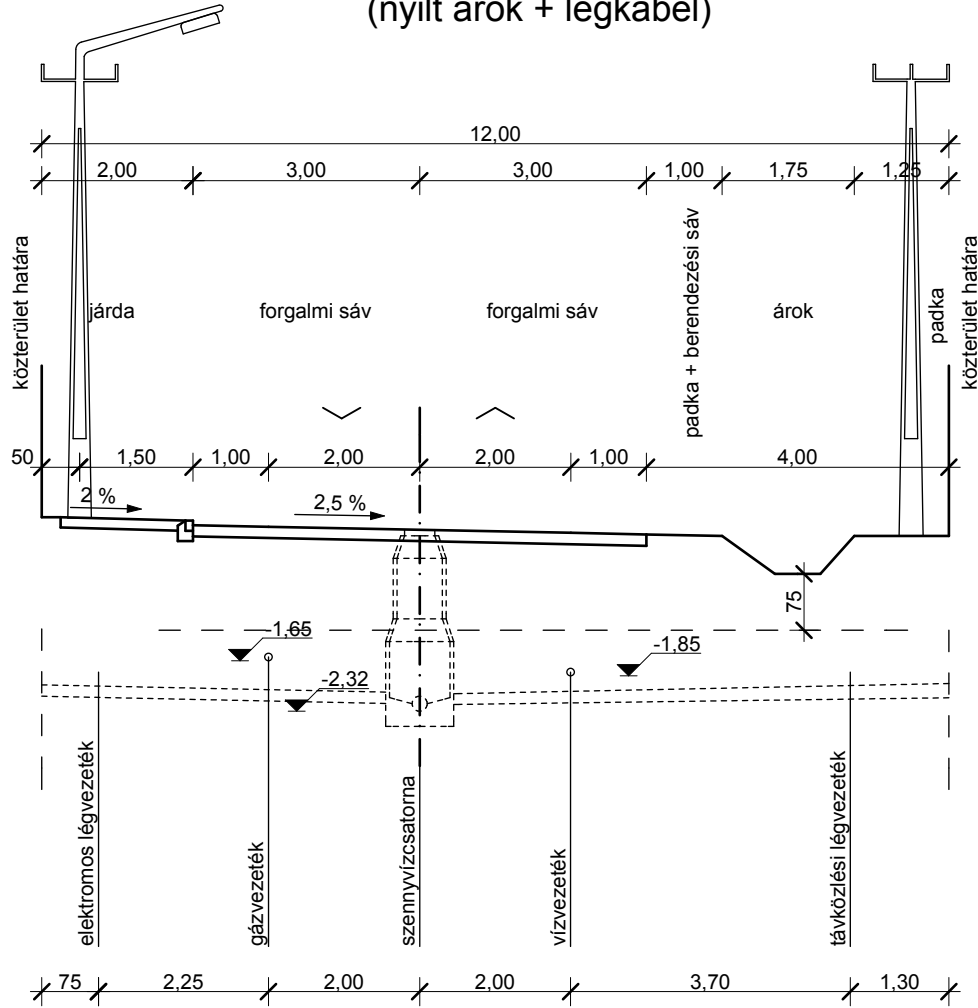 (nyílt árok + légkábel)
12,00
2,00 3,00 3,00 1,00 1,75 1,25
közterület határa
járda
forgalmi sáv
forgalmi sáv
padka + berendezési sáv
árok
padka
közterület határa
50 1,50 1,00 2,00 2,00 1,00 4,00
2 %
2,5 %
75
-1,65
-1,85
-2,32
elektromos légvezeték
gázvezeték
szennyvízcsatorna
vízvezeték
távközlési légvezeték
75 2,25 2,00 2,00 3,70 1,30